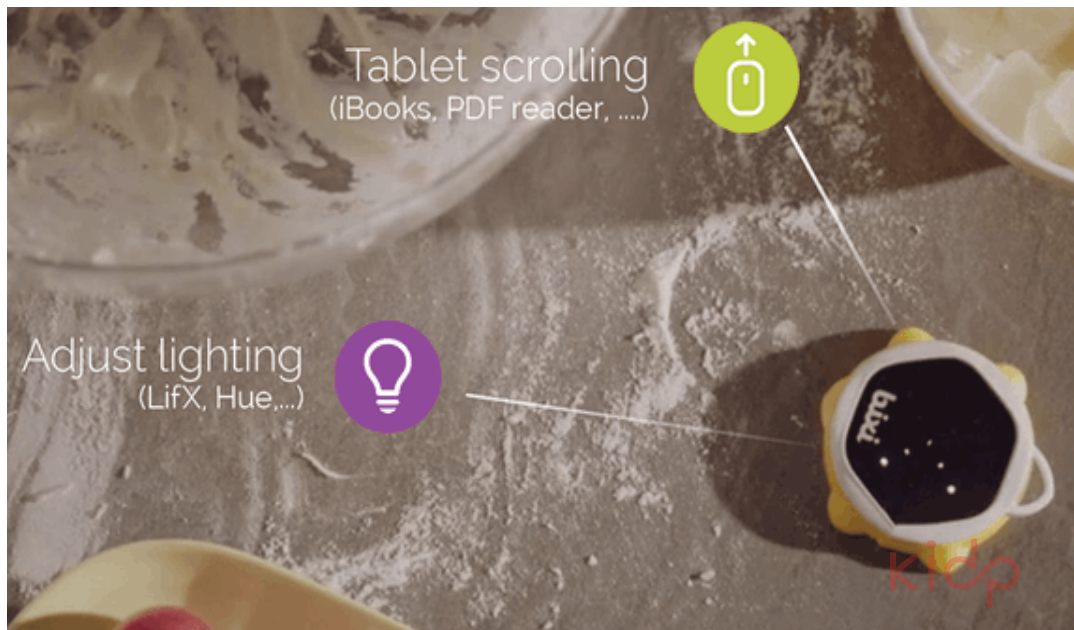 Tablet scrolling
(iBooks, PDF reader, ....)
Adjust lighting
(LifX, Hue,...)
bixi
kidp